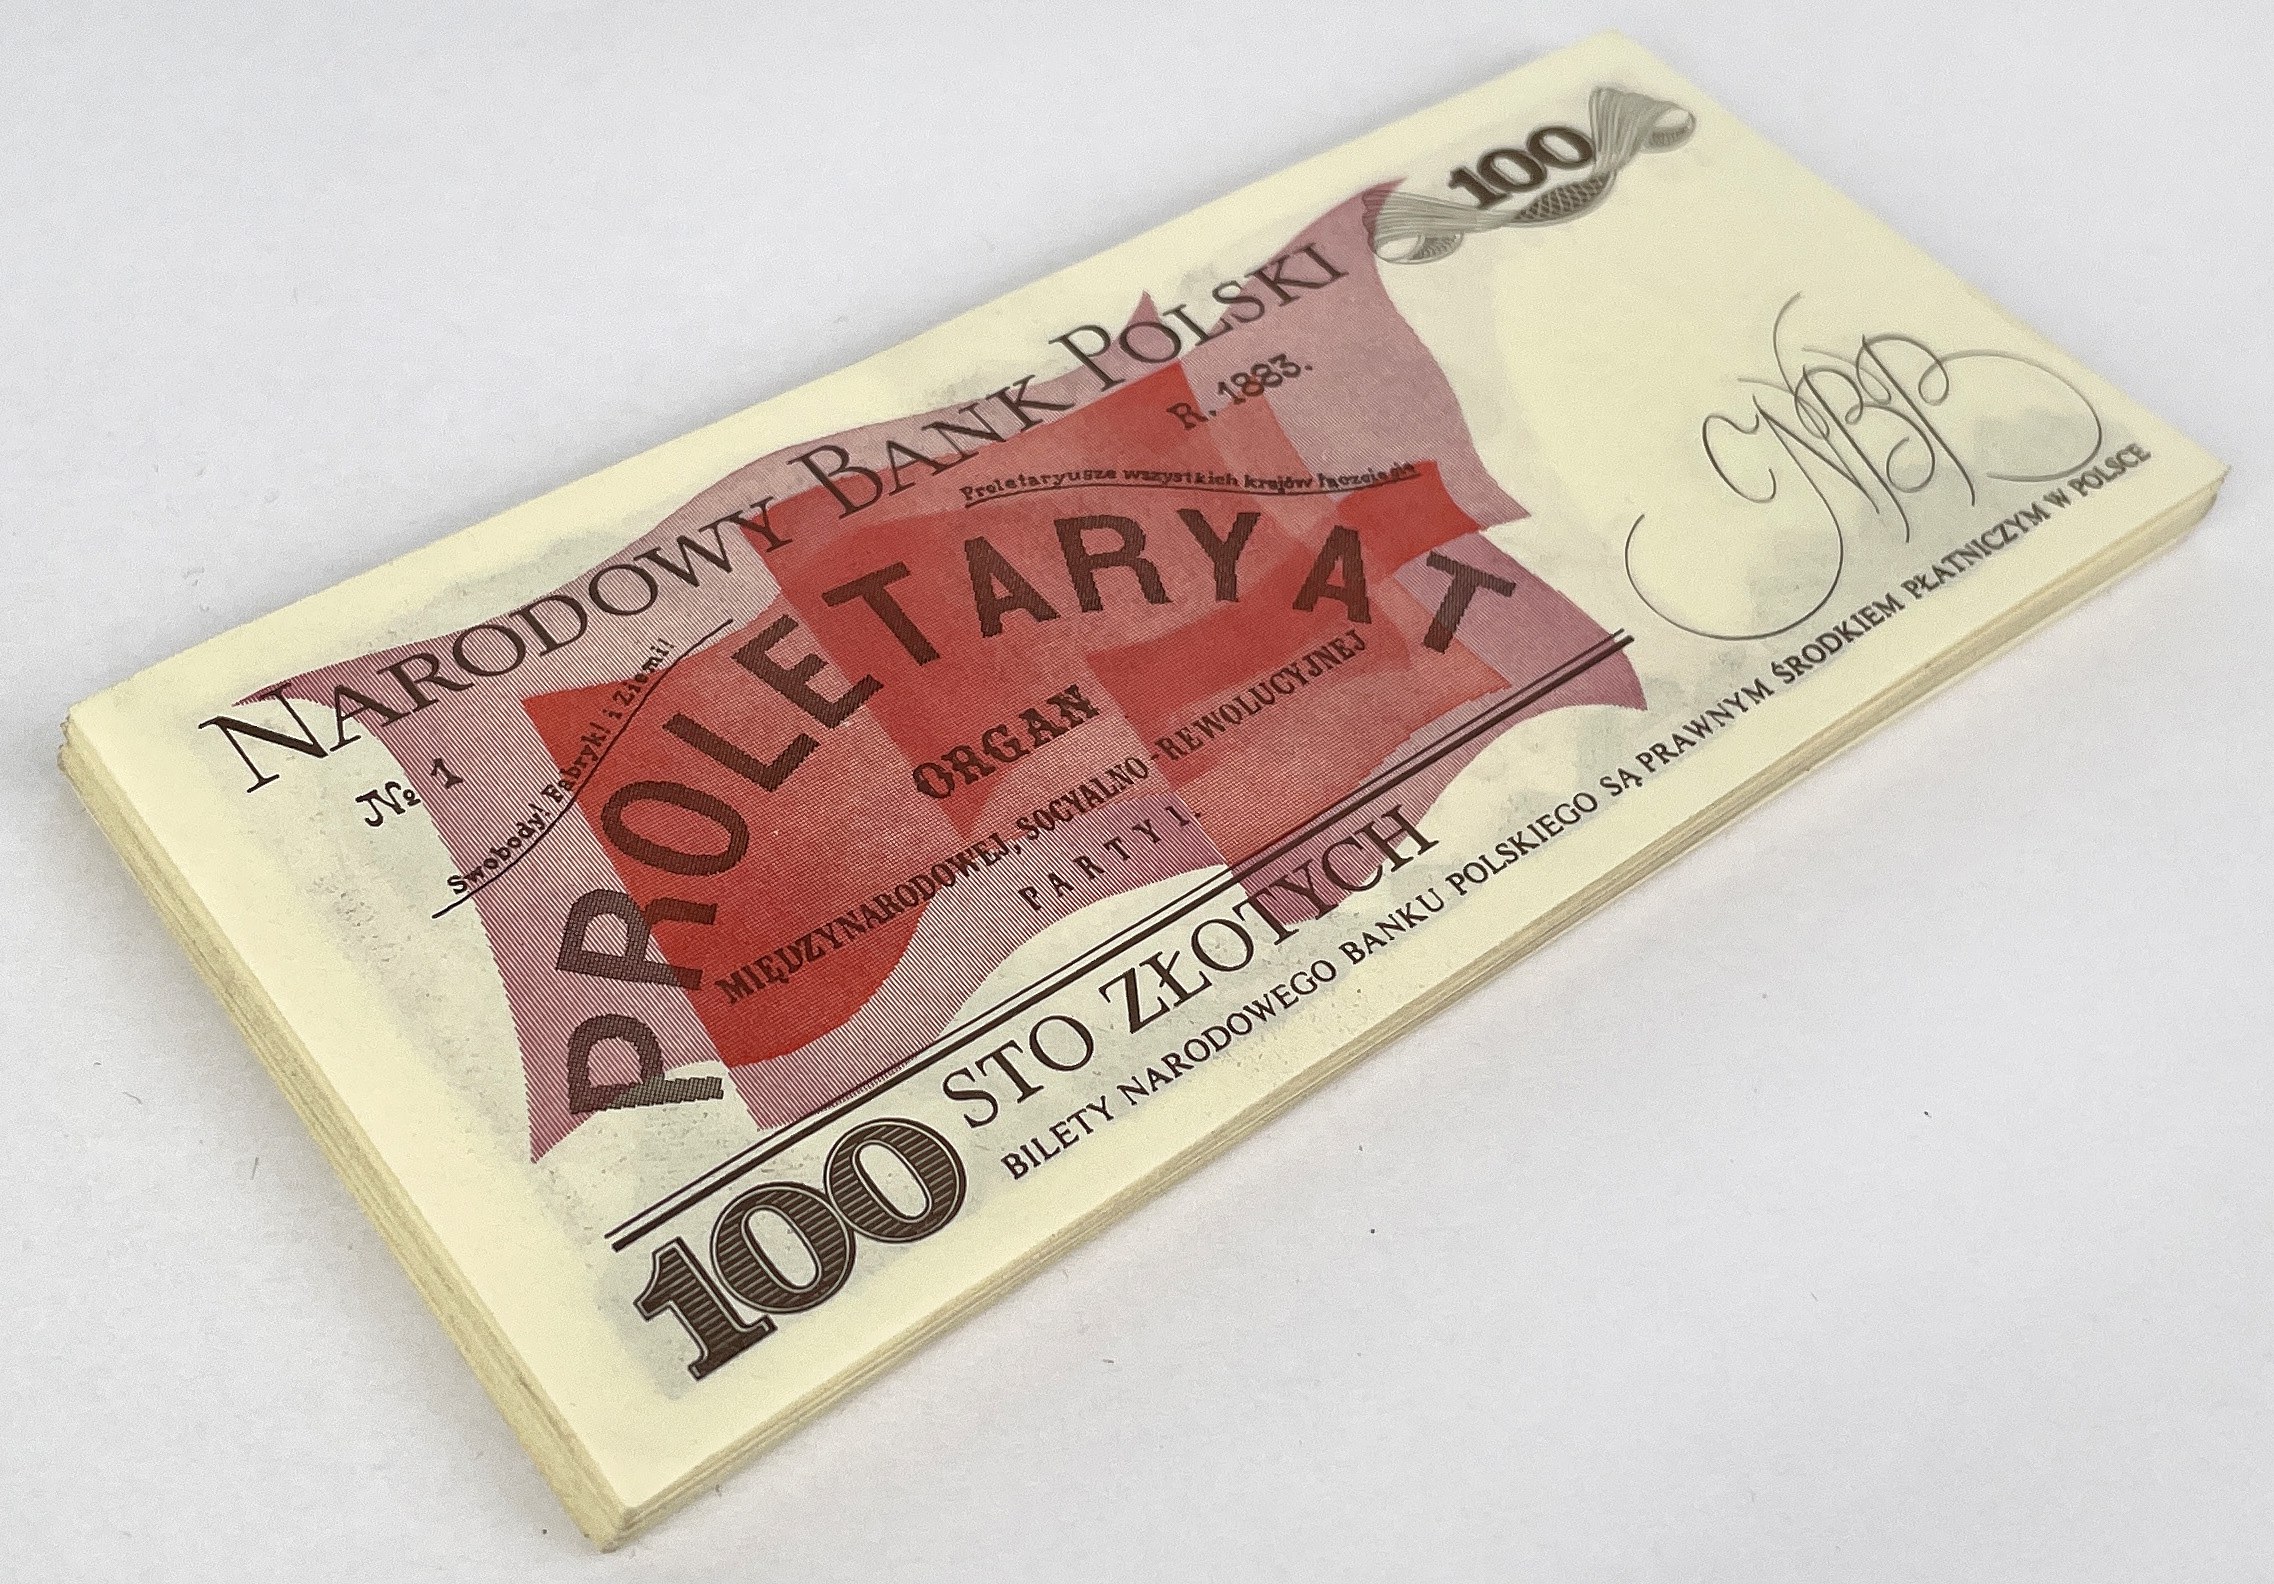 100
NARODOWY BANK POLSKI
№ 1
R. 1883.
Swobody! Fabryki i Ziemi!
Proletaryusze wszystkich krajów łączcie się
PROLETARYAT
ORGAN
MIĘDZYNARODOWEJ, SOCYALNO-REWOLUCYJNEJ
PARTYI.
NBP
100 STO ZŁOTYCH
BILETY NARODOWEGO BANKU POLSKIEGO SĄ PRAWNYM ŚRODKIEM PŁATNICZYM W POLSCE